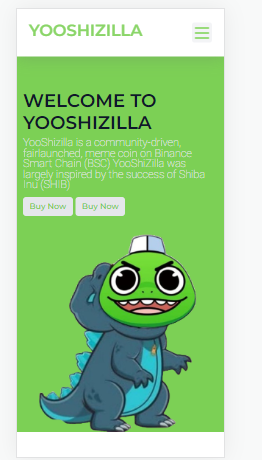 YOOSHIZILLA
WELCOME TO
YOOSHIZILLA
YooShizilla is a community-driven,
fairlaunched, meme coin on Binance
Smart Chain (BSC) YooShiZilla was
largely inspired by the success of Shiba
Inu (SHIB)
Buy Now Buy Now